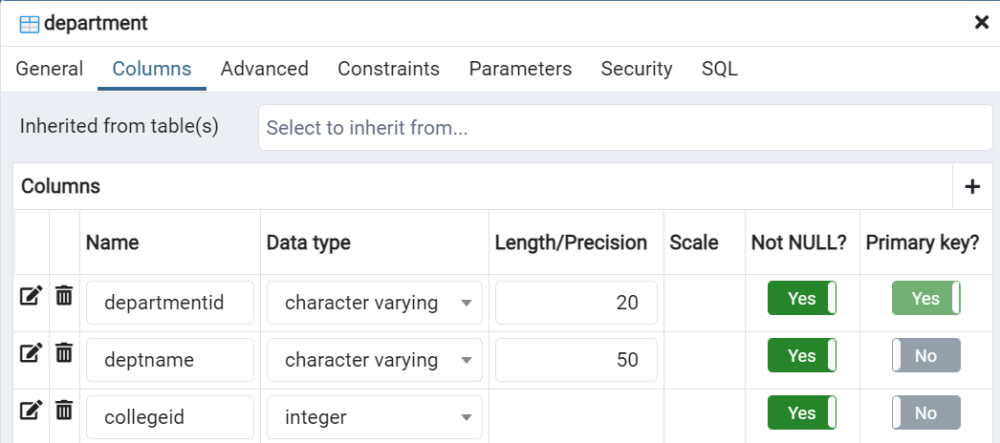 department
General Columns Advanced Constraints Parameters Security SQL
Inherited from table(s) Select to inherit from...
Columns
Name Data type Length/Precision Scale Not NULL? Primary key?
departmentid character varying 20 Yes Yes
deptname character varying 50 Yes No
collegeid integer Yes No